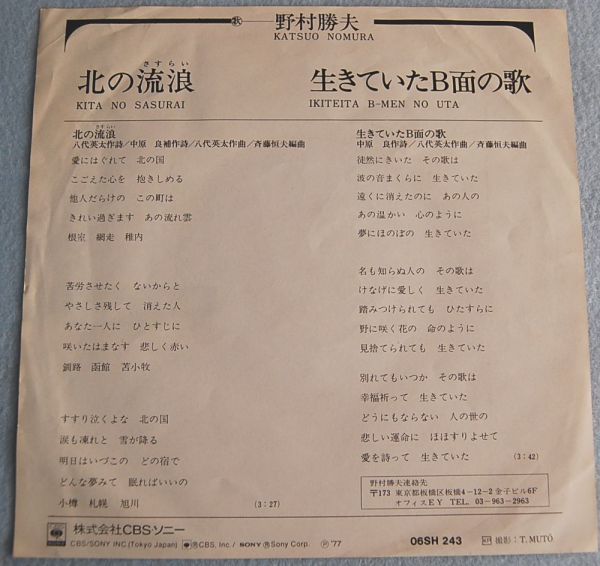 歌 野村勝夫
KATSUO NOMURA
さすらい
北の流浪
KITA NO SASURAI
生きていたB面の歌
IKITEITA B-MEN NO UTA
さすらい
北の流浪
八代英太作詩/中原 良補作詩/八代英太作曲/斉藤恒夫編曲
愛にはぐれて 北の国
こごえた心を 抱きしめる
他人だらけの この町は
きれい過ぎます あの流れ雲
根室 網走 稚内
苦労させたく ないからと
やさしさ残して 消えた人
あなた一人に ひとすじに
咲いたはまなす 悲しく赤い
釧路 函館 苫小牧
すすり泣くよな 北の国
涙も凍れと 雪が降る
明日はいづこの どの宿で
どんな夢みて 眠ればいいの
小樽 札幌 旭川
(3:27)
生きていたB面の歌
中原 良作詩/八代英太作曲/斉藤恒夫編曲
徒然にきいた その歌は
波の音まくらに 生きていた
遠くに消えたのに あの人の
あの温かい 心のように
夢にほのぼの 生きていた
名も知らぬ人の その歌は
けなげに愛しく 生きていた
踏みつけられても ひたすらに
野に咲く花の 命のように
見捨てられても 生きていた
別れてもいつか その歌は
幸福祈って 生きていた
どうにもならない 人の世の
悲しい運命に ほほすりよせて
愛を詩って 生きていた
(3:42)
野村勝夫連絡先
〒173 東京都板橋区板橋4-12-2金子ビル6F
オフィスEY TEL. 03-963-2963
株式会社CBS・ソニー
CBS/SONY INC.(Tokyo Japan) ®CBS, Inc./SONY ®Sony Corp. Ⓟ'77
06SH 243
撮影:T.MUTŌ